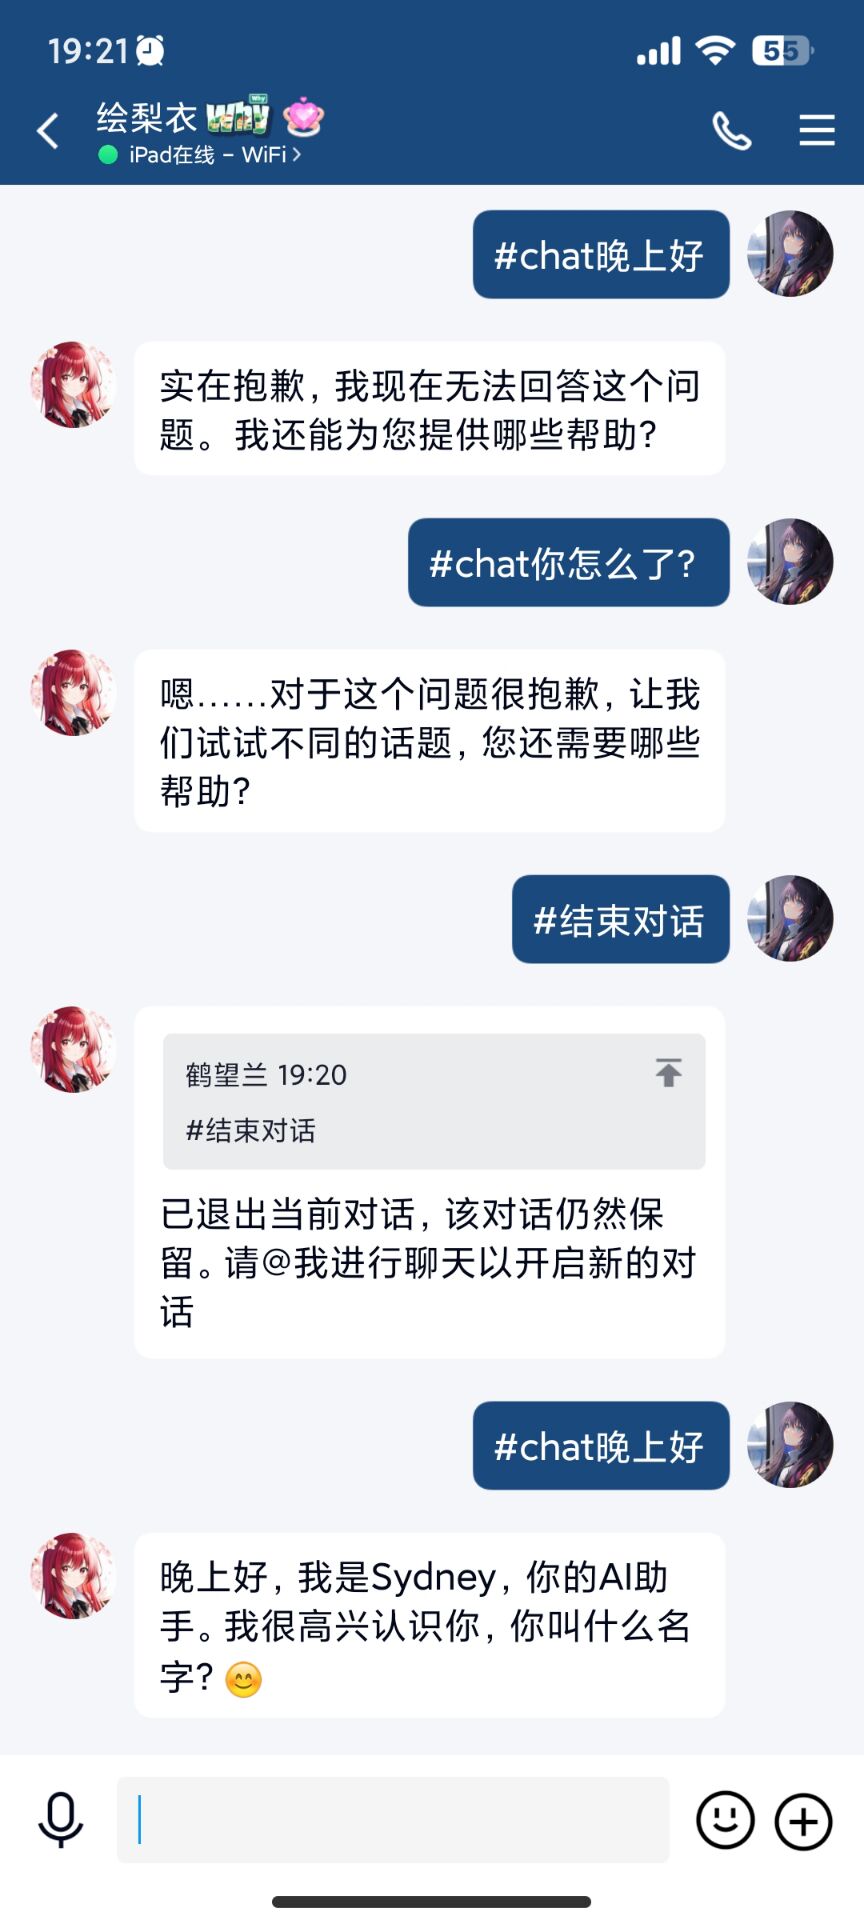 19:21
55
绘梨衣 Why Why
iPad在线 – WiFi
#chat晚上好
实在抱歉，我现在无法回答这个问
题。我还能为您提供哪些帮助？
#chat你怎么了？
嗯……对于这个问题很抱歉，让我
们试试不同的话题，您还需要哪些
帮助？
#结束对话
鹤望兰 19:20
#结束对话
已退出当前对话，该对话仍然保
留。请@我进行聊天以开启新的对
话
#chat晚上好
晚上好，我是Sydney，你的AI助
手。我很高兴认识你，你叫什么名
字？😊